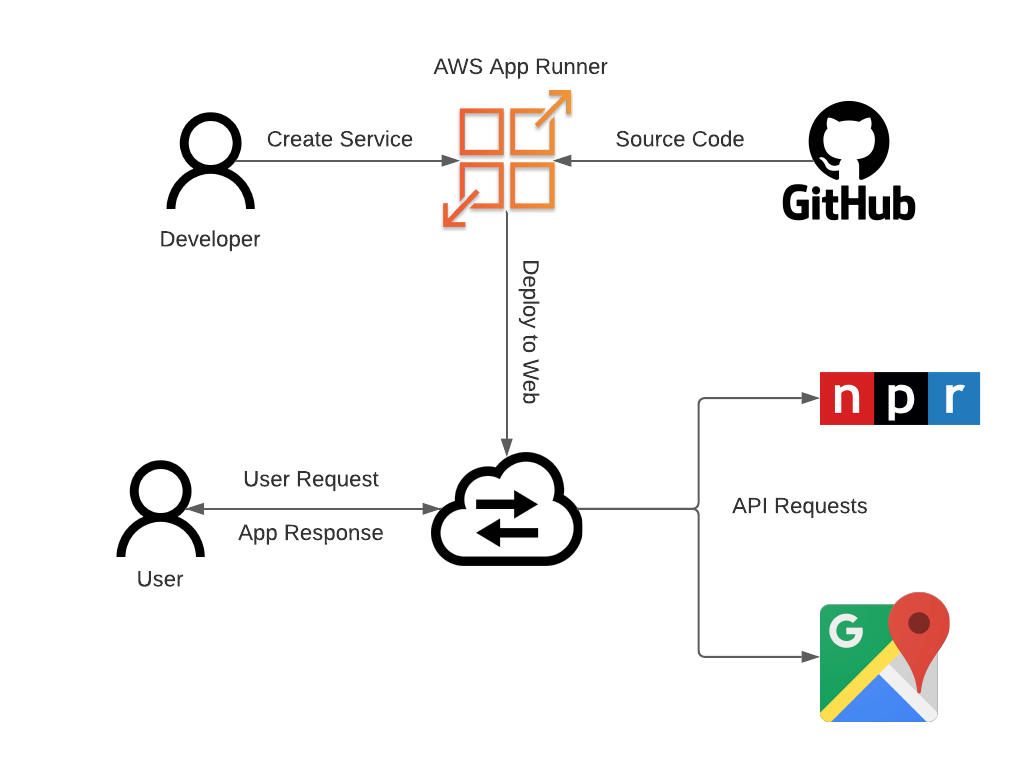 AWS App Runner
Create Service
Source Code
GitHub
Developer
Deploy to Web
npr
User Request
API Requests
App Response
User
G